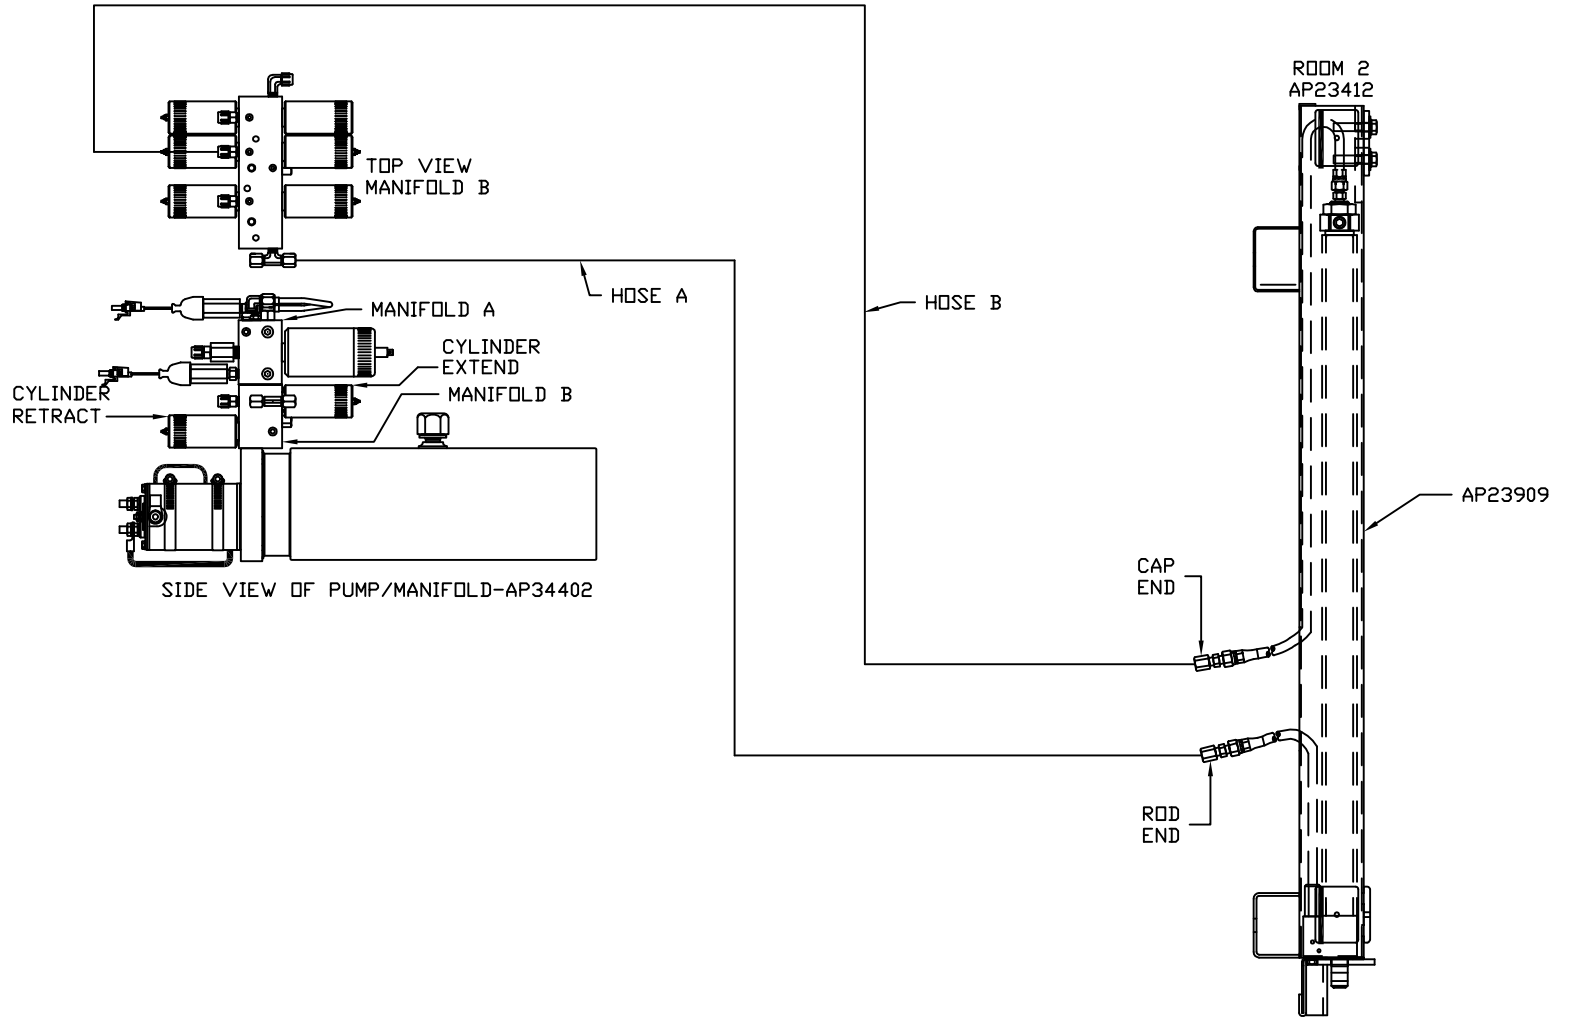 ROOM 2
AP23412
TOP VIEW
MANIFOLD B
HOSE A
HOSE B
MANIFOLD A
CYLINDER
EXTEND
MANIFOLD B
CYLINDER
RETRACT
AP23909
CAP
END
SIDE VIEW OF PUMP/MANIFOLD-AP34402
ROD
END